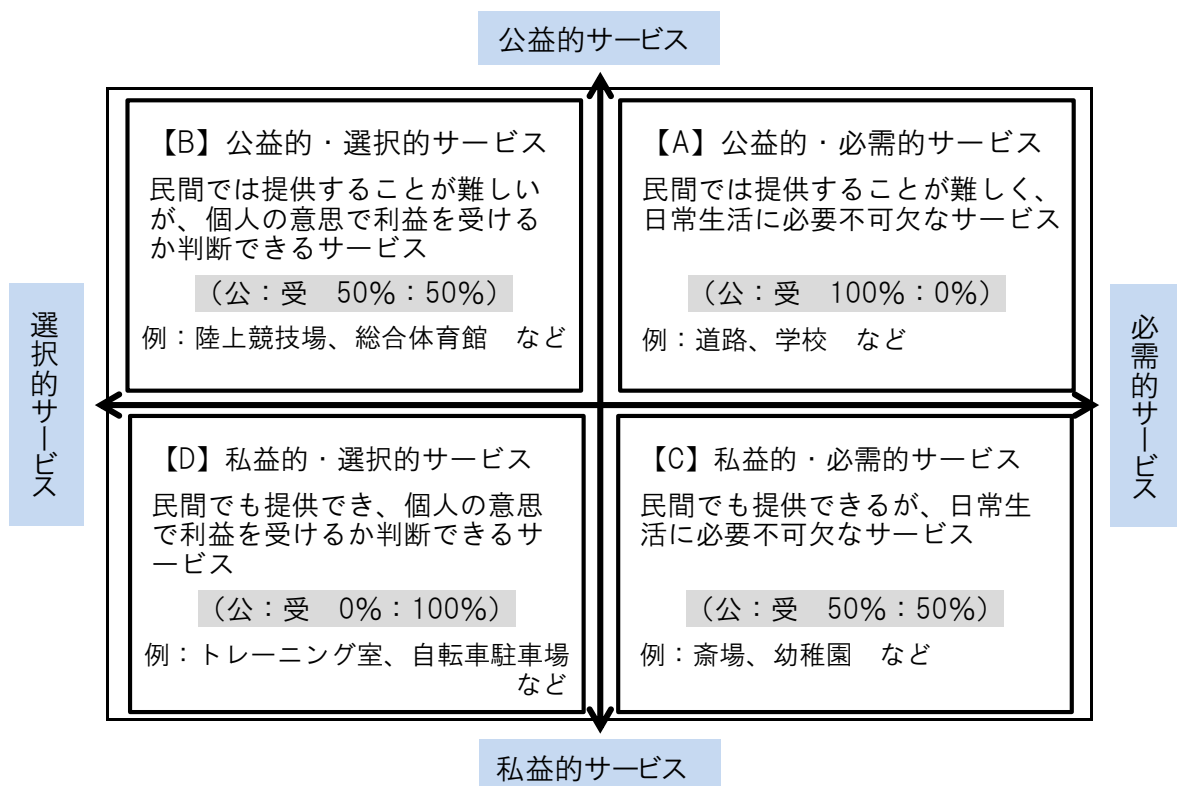 公益的サービス
【B】公益的・選択的サービス
民間では提供することが難しい
が、個人の意思で利益を受ける
か判断できるサービス
（公：受　50%：50%）
例：陸上競技場、総合体育館　など
【A】公益的・必需的サービス
民間では提供することが難しく、
日常生活に必要不可欠なサービス
（公：受　100%：0%）
例：道路、学校　など
選択的サービス
必需的サービス
【D】私益的・選択的サービス
民間でも提供でき、個人の意思
で利益を受けるか判断できるサ
ービス
（公：受　0%：100%）
例：トレーニング室、自転車駐車場
など
【C】私益的・必需的サービス
民間でも提供できるが、日常生
活に必要不可欠なサービス
（公：受　50%：50%）
例：斎場、幼稚園　など
私益的サービス